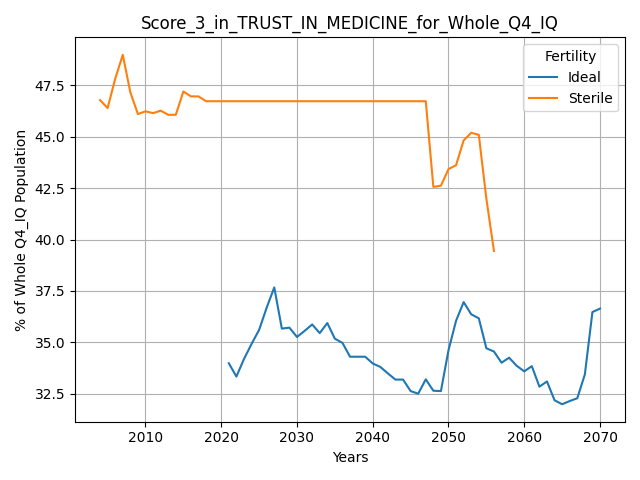 Score_3_in_TRUST_IN_MEDICINE_for_Whole_Q4_IQ
Fertility
Ideal
Sterile
% of Whole Q4_IQ Population
47.5
45.0
42.5
40.0
37.5
35.0
32.5
2010
2020
2030
2040
2050
2060
2070
Years